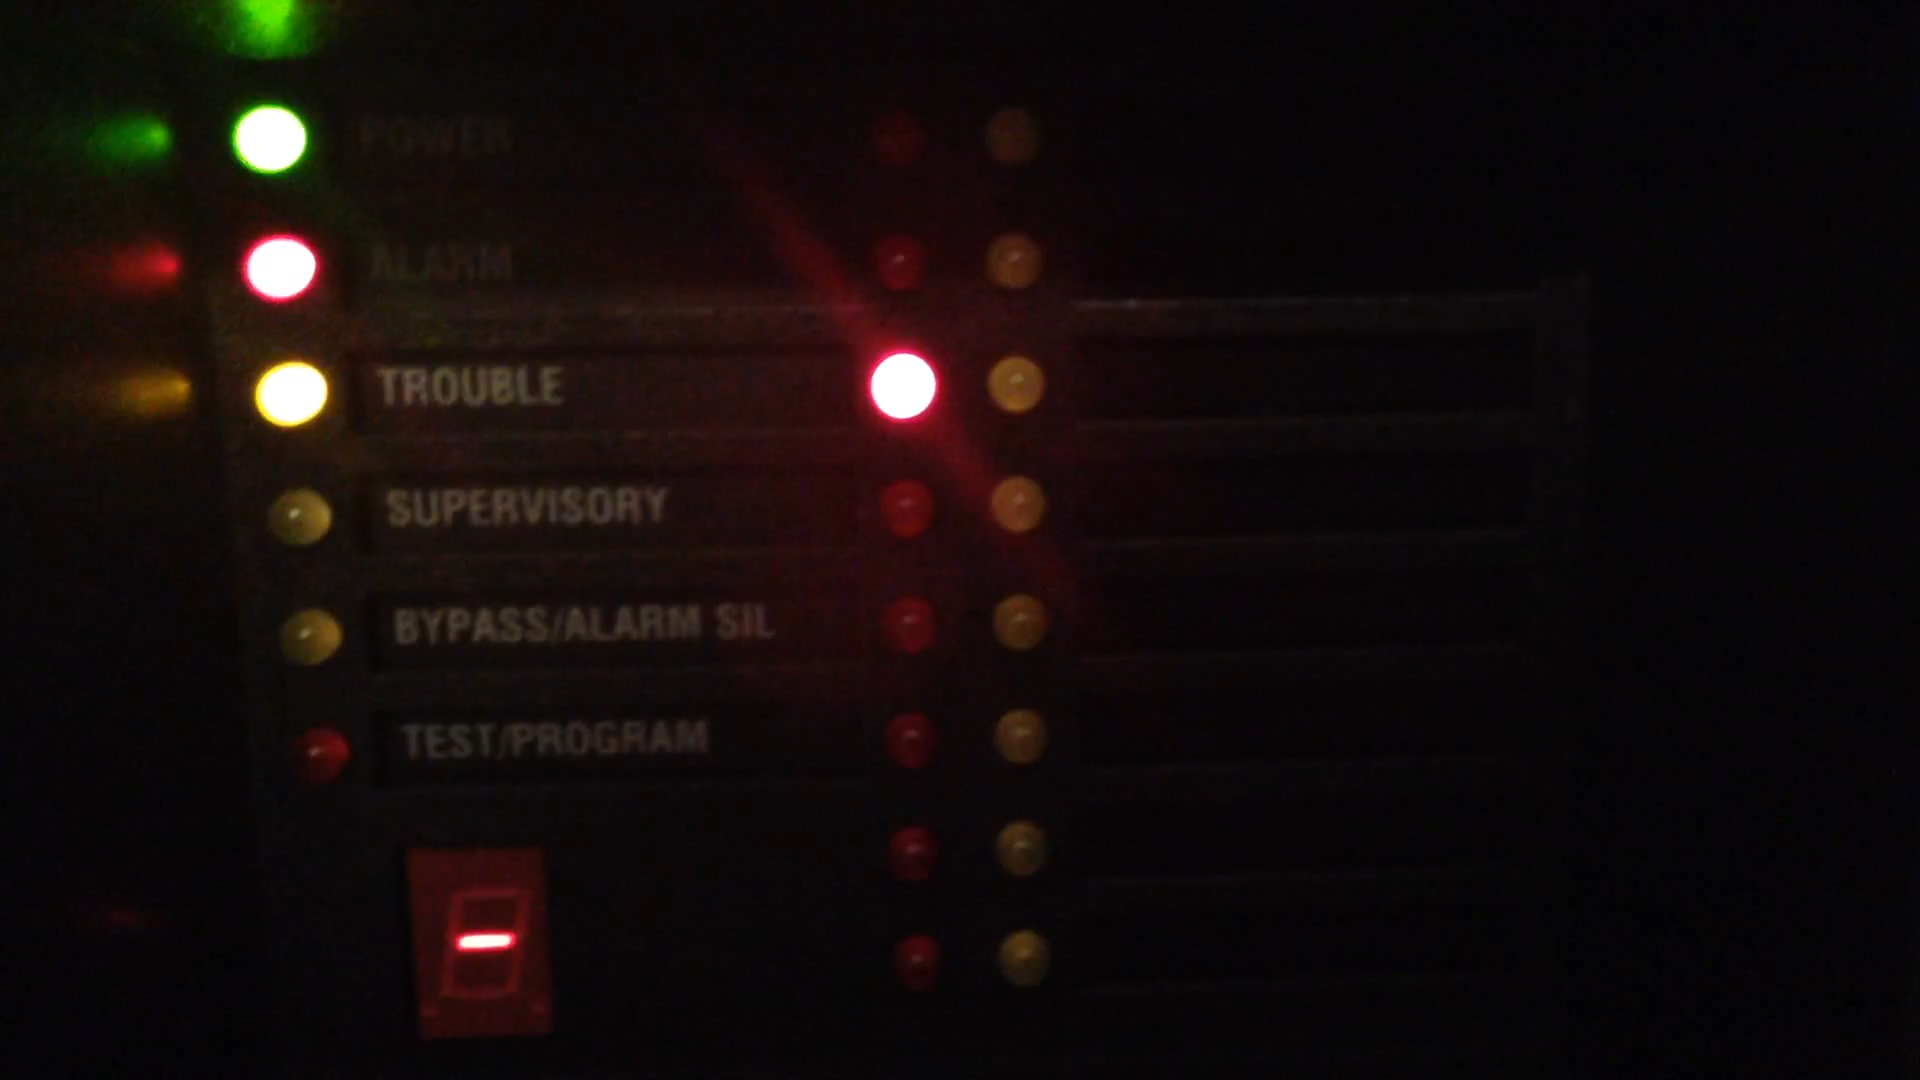 POWER
ALARM
TROUBLE
SUPERVISORY
BYPASS/ALARM SIL
TEST/PROGRAM
-